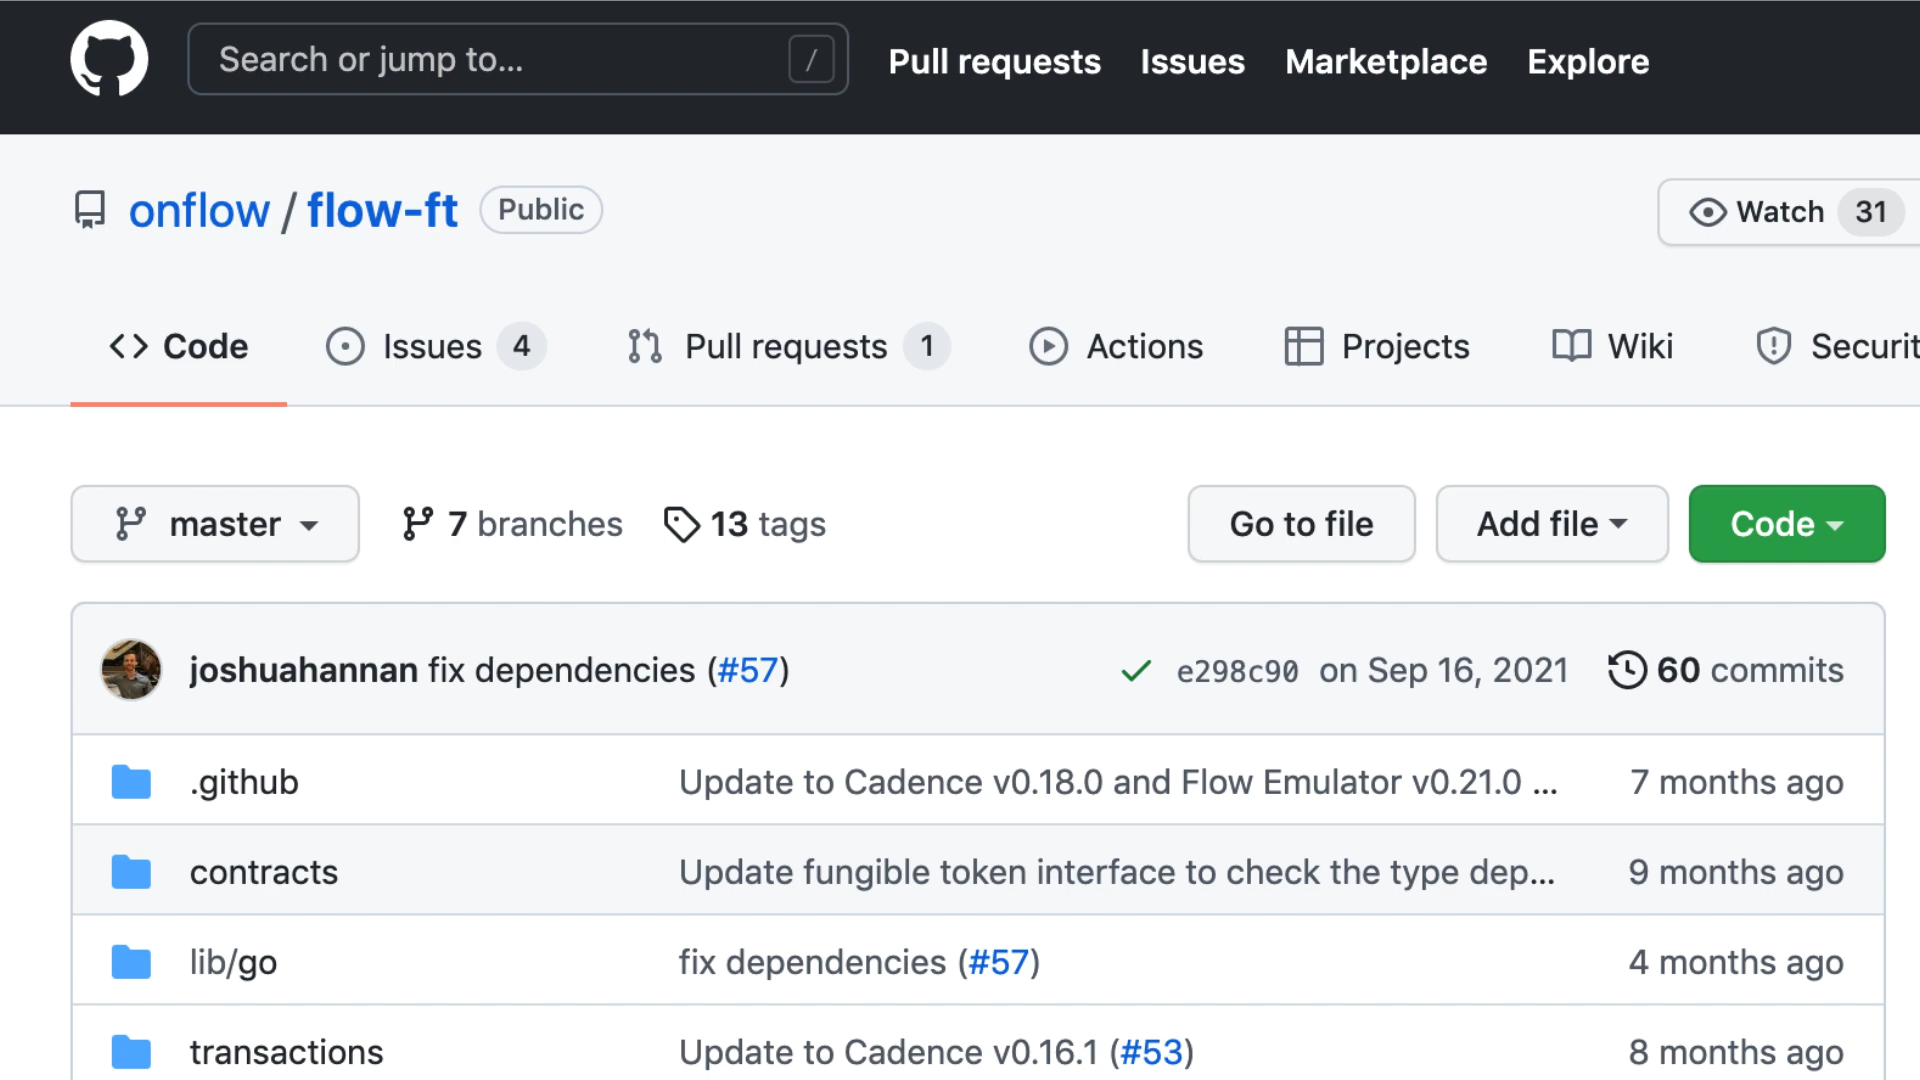 Search or jump to... /
Pull requests Issues Marketplace Explore
onflow / flow-ft Public
Watch 31
Code Issues 4 Pull requests 1 Actions Projects Wiki Securit
master 7 branches 13 tags Go to file Add file Code
joshuahannan fix dependencies (#57) e298c90 on Sep 16, 2021 60 commits
.github Update to Cadence v0.18.0 and Flow Emulator v0.21.0 ... 7 months ago
contracts Update fungible token interface to check the type dep... 9 months ago
lib/go fix dependencies (#57) 4 months ago
transactions Update to Cadence v0.16.1 (#53) 8 months ago